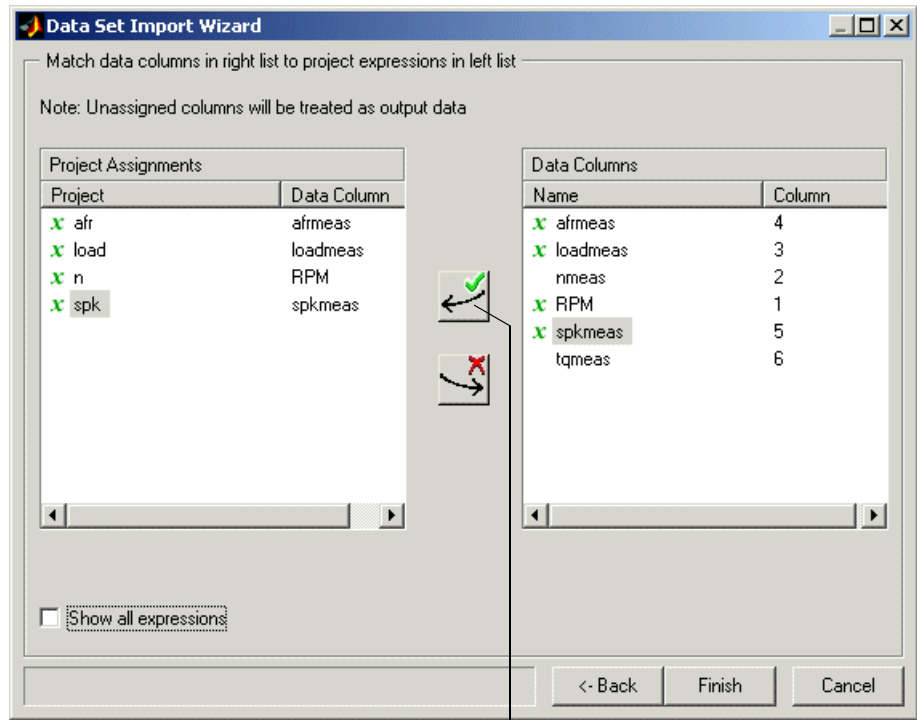 Data Set Import Wizard
Match data columns in right list to project expressions in left list
Note: Unassigned columns will be treated as output data
Project Assignments
Project Data Column
x afr afrmeas
x load loadmeas
x n RPM
x spk spkmeas
Data Columns
Name Column
x afrmeas 4
x loadmeas 3
nmeas 2
x RPM 1
x spkmeas 5
tqmeas 6
Show all expressions
<- Back Finish Cancel